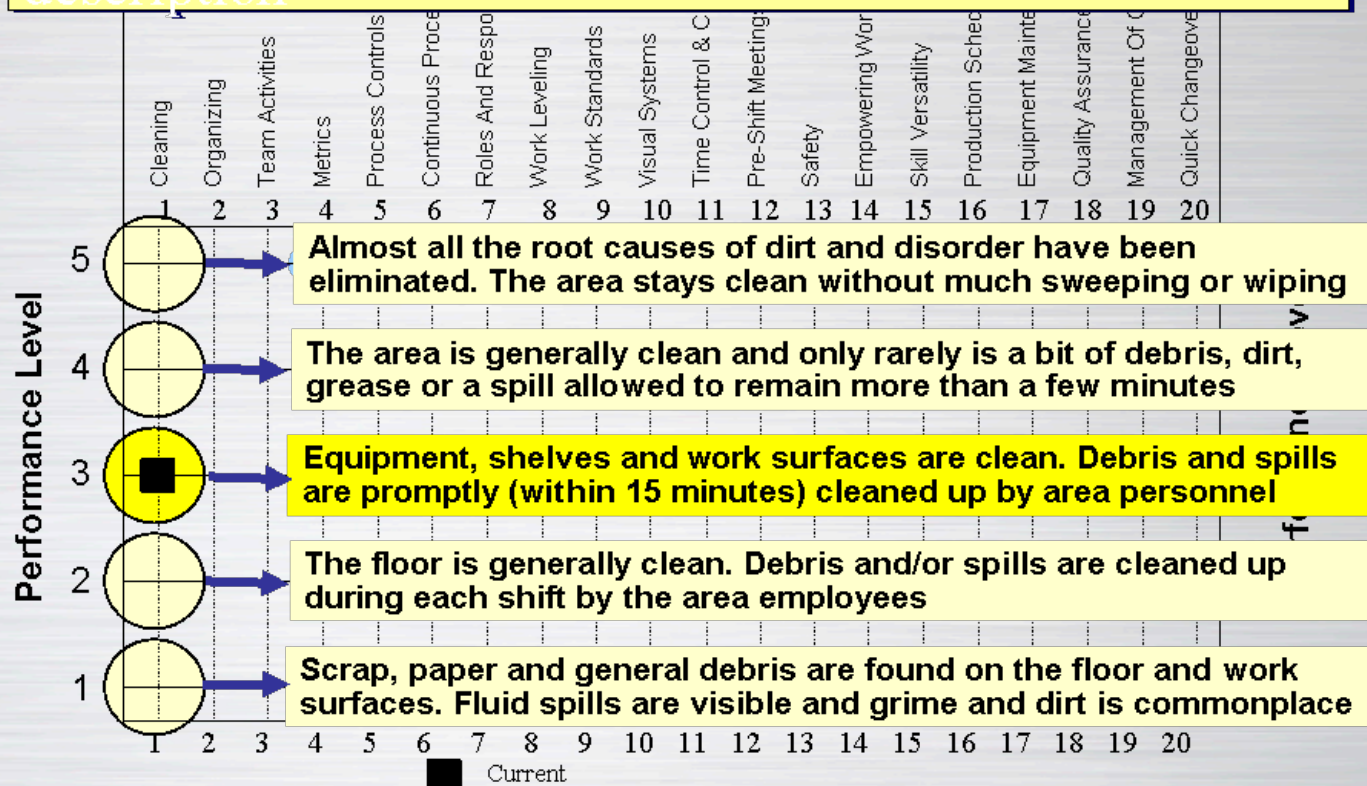 description
Cleaning
Organizing
Team Activities
Metrics
Process Controls
Continuous Proce
Roles And Respo
Work Leveling
Work Standards
Visual Systems
Time Control & C
Pre-Shift Meetings
Safety
Empowering Wor
Skill Versatility
Production Sched
Equipment Mainte
Quality Assurance
Management Of
Quick Changeove
1 2 3 4 5 6 7 8 9 10 11 12 13 14 15 16 17 18 19 20
Performance Level
5
Almost all the root causes of dirt and disorder have been
eliminated. The area stays clean without much sweeping or wiping
4
The area is generally clean and only rarely is a bit of debris, dirt,
grease or a spill allowed to remain more than a few minutes
3
Equipment, shelves and work surfaces are clean. Debris and spills
are promptly (within 15 minutes) cleaned up by area personnel
2
The floor is generally clean. Debris and/or spills are cleaned up
during each shift by the area employees
1
Scrap, paper and general debris are found on the floor and work
surfaces. Fluid spills are visible and grime and dirt is commonplace
1 2 3 4 5 6 7 8 9 10 11 12 13 14 15 16 17 18 19 20
Current